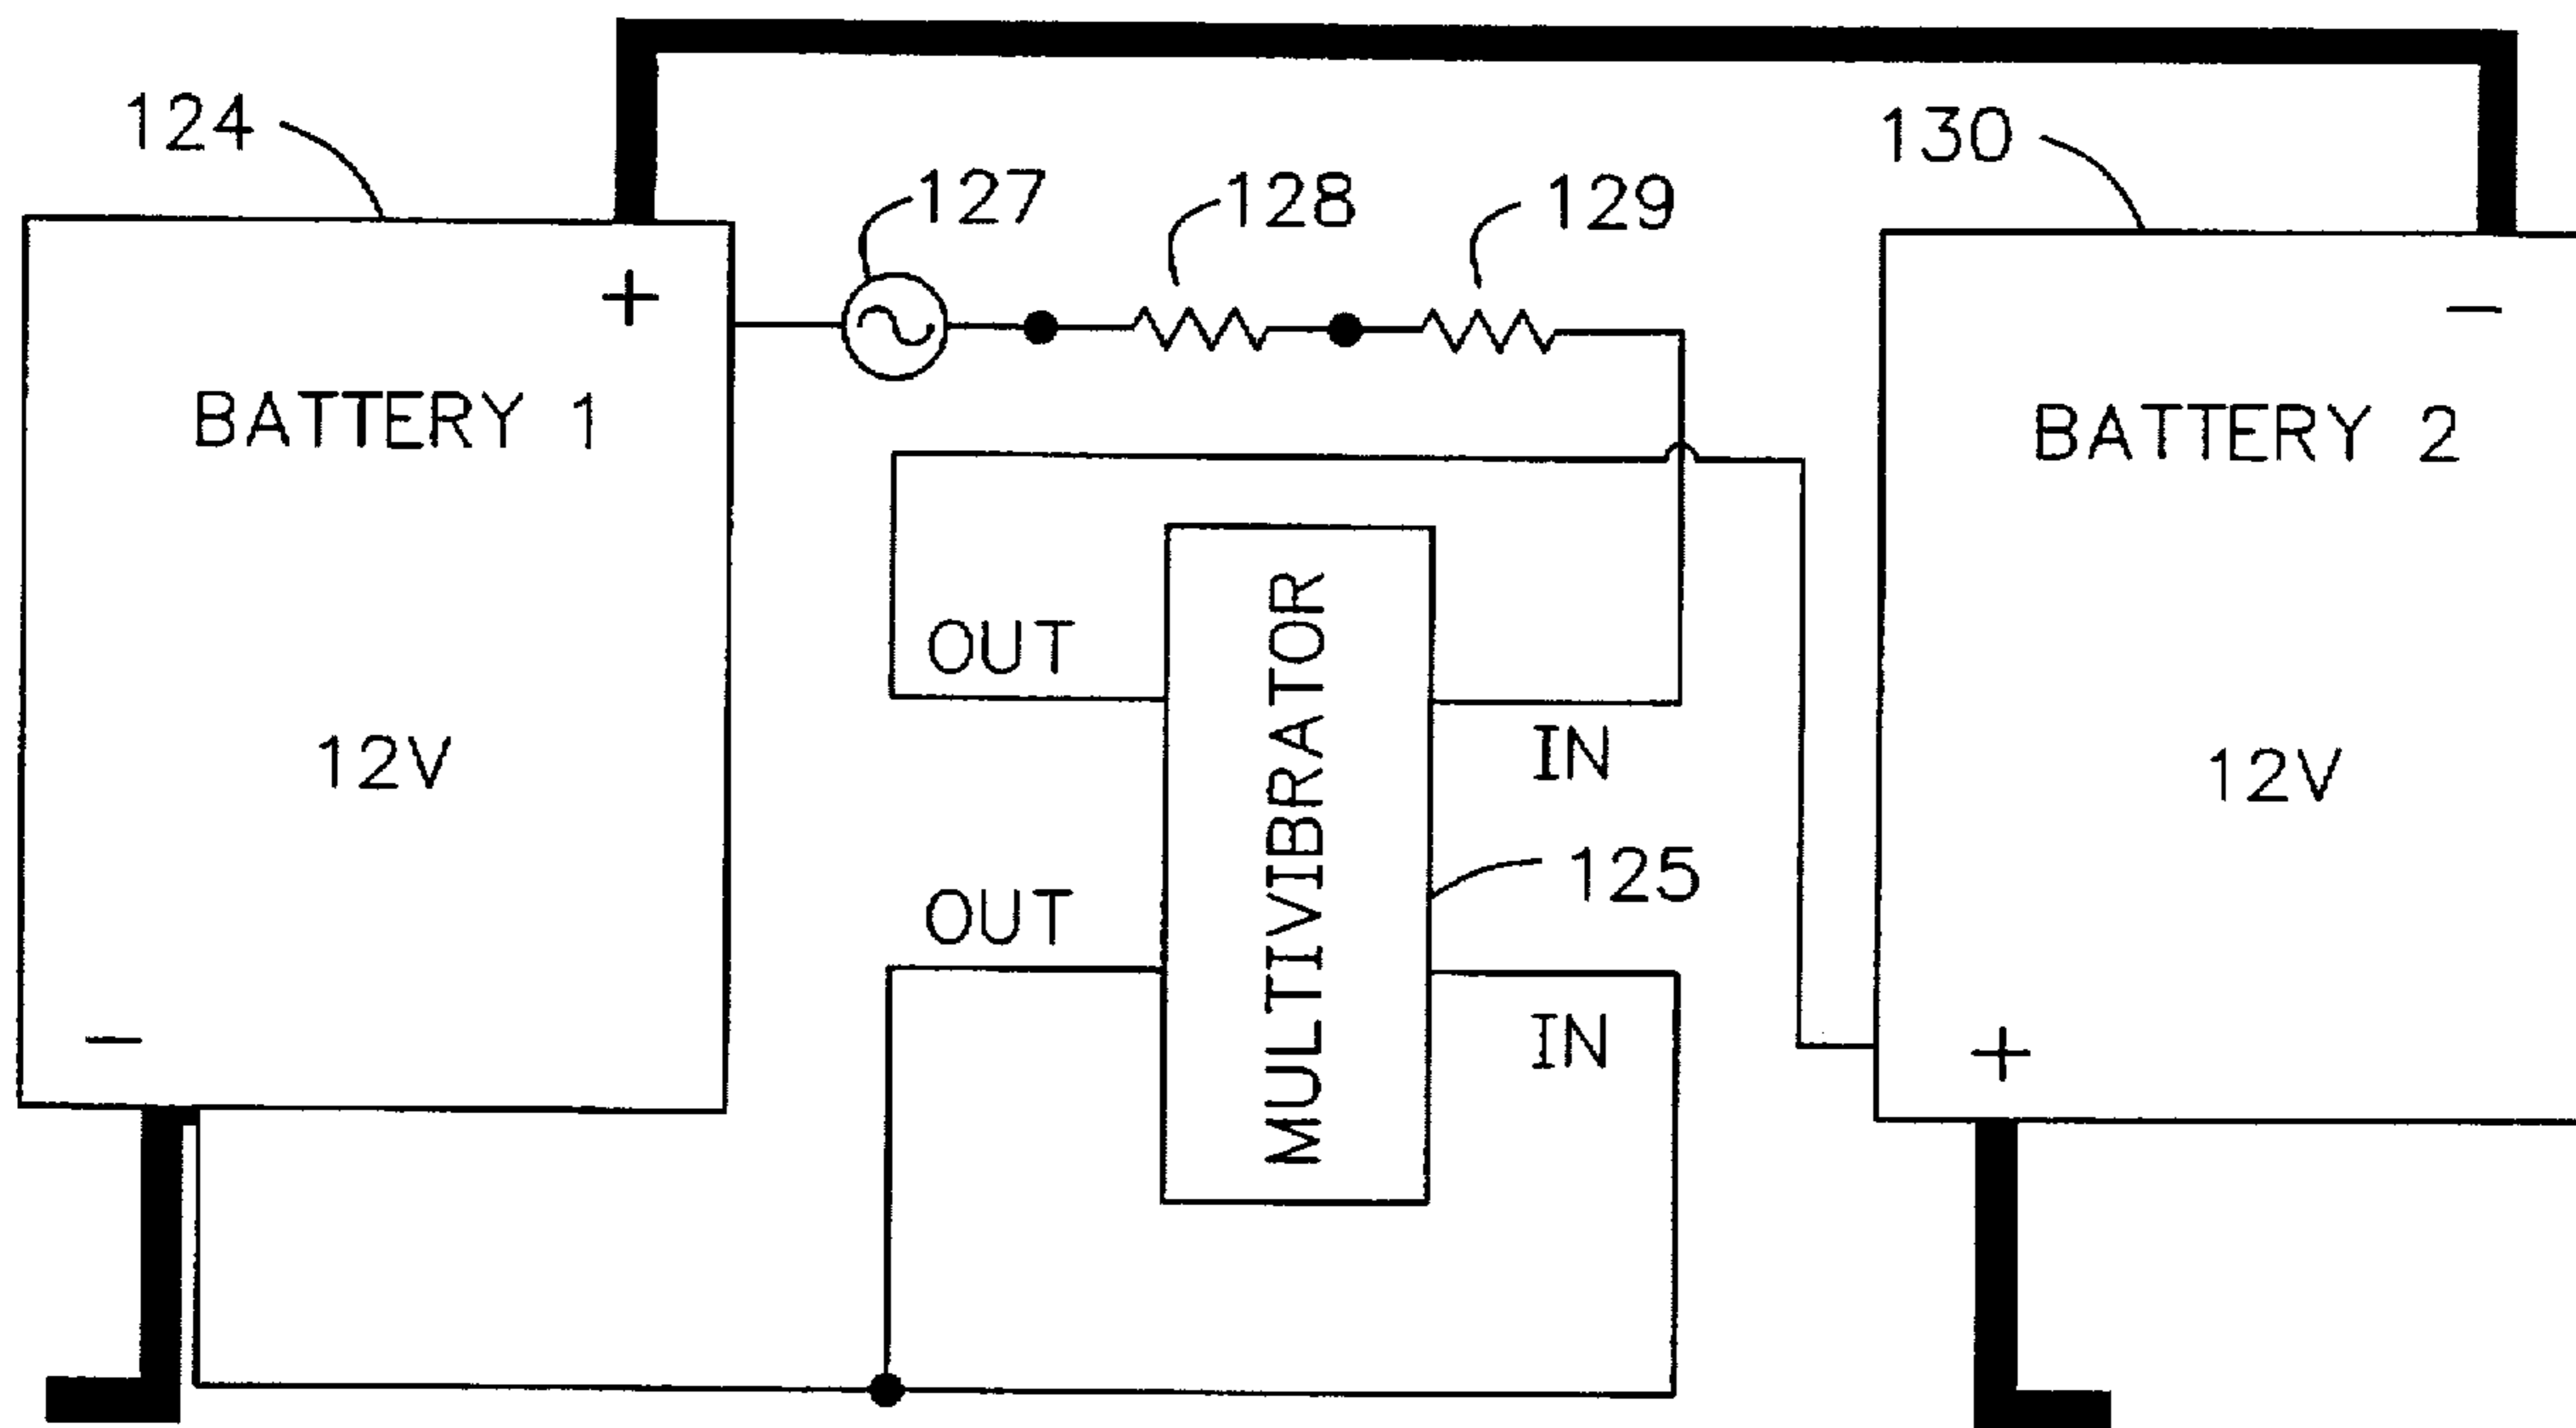 124
130
127
128
129
+
−
BATTERY 1
BATTERY 2
OUT
MULTIVIBRATOR
IN
12V
12V
125
OUT
IN
−
+